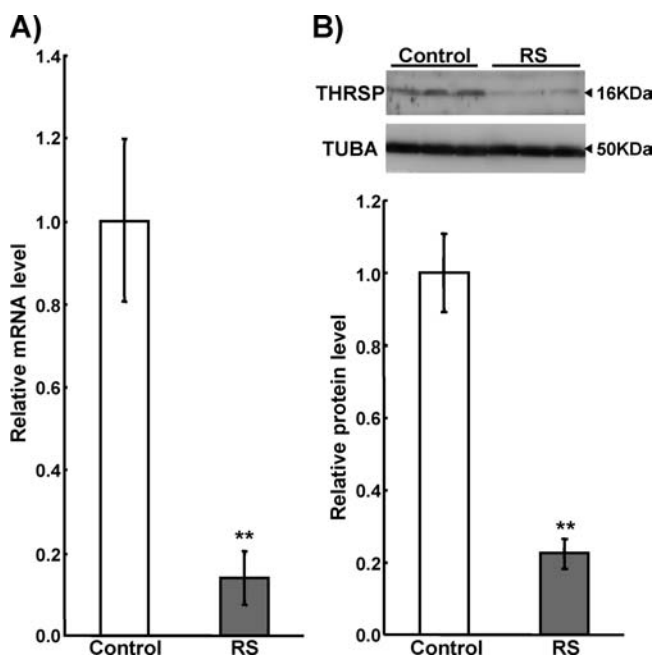 A)
Relative mRNA level
1.4
1.2
1.0
0.8
0.6
0.4
0.2
0.0
**
Control RS
B)
Control RS
THRSP 16KDa
TUBA 50KDa
Relative protein level
1.2
1.0
0.8
0.6
0.4
0.2
0.0
**
Control RS